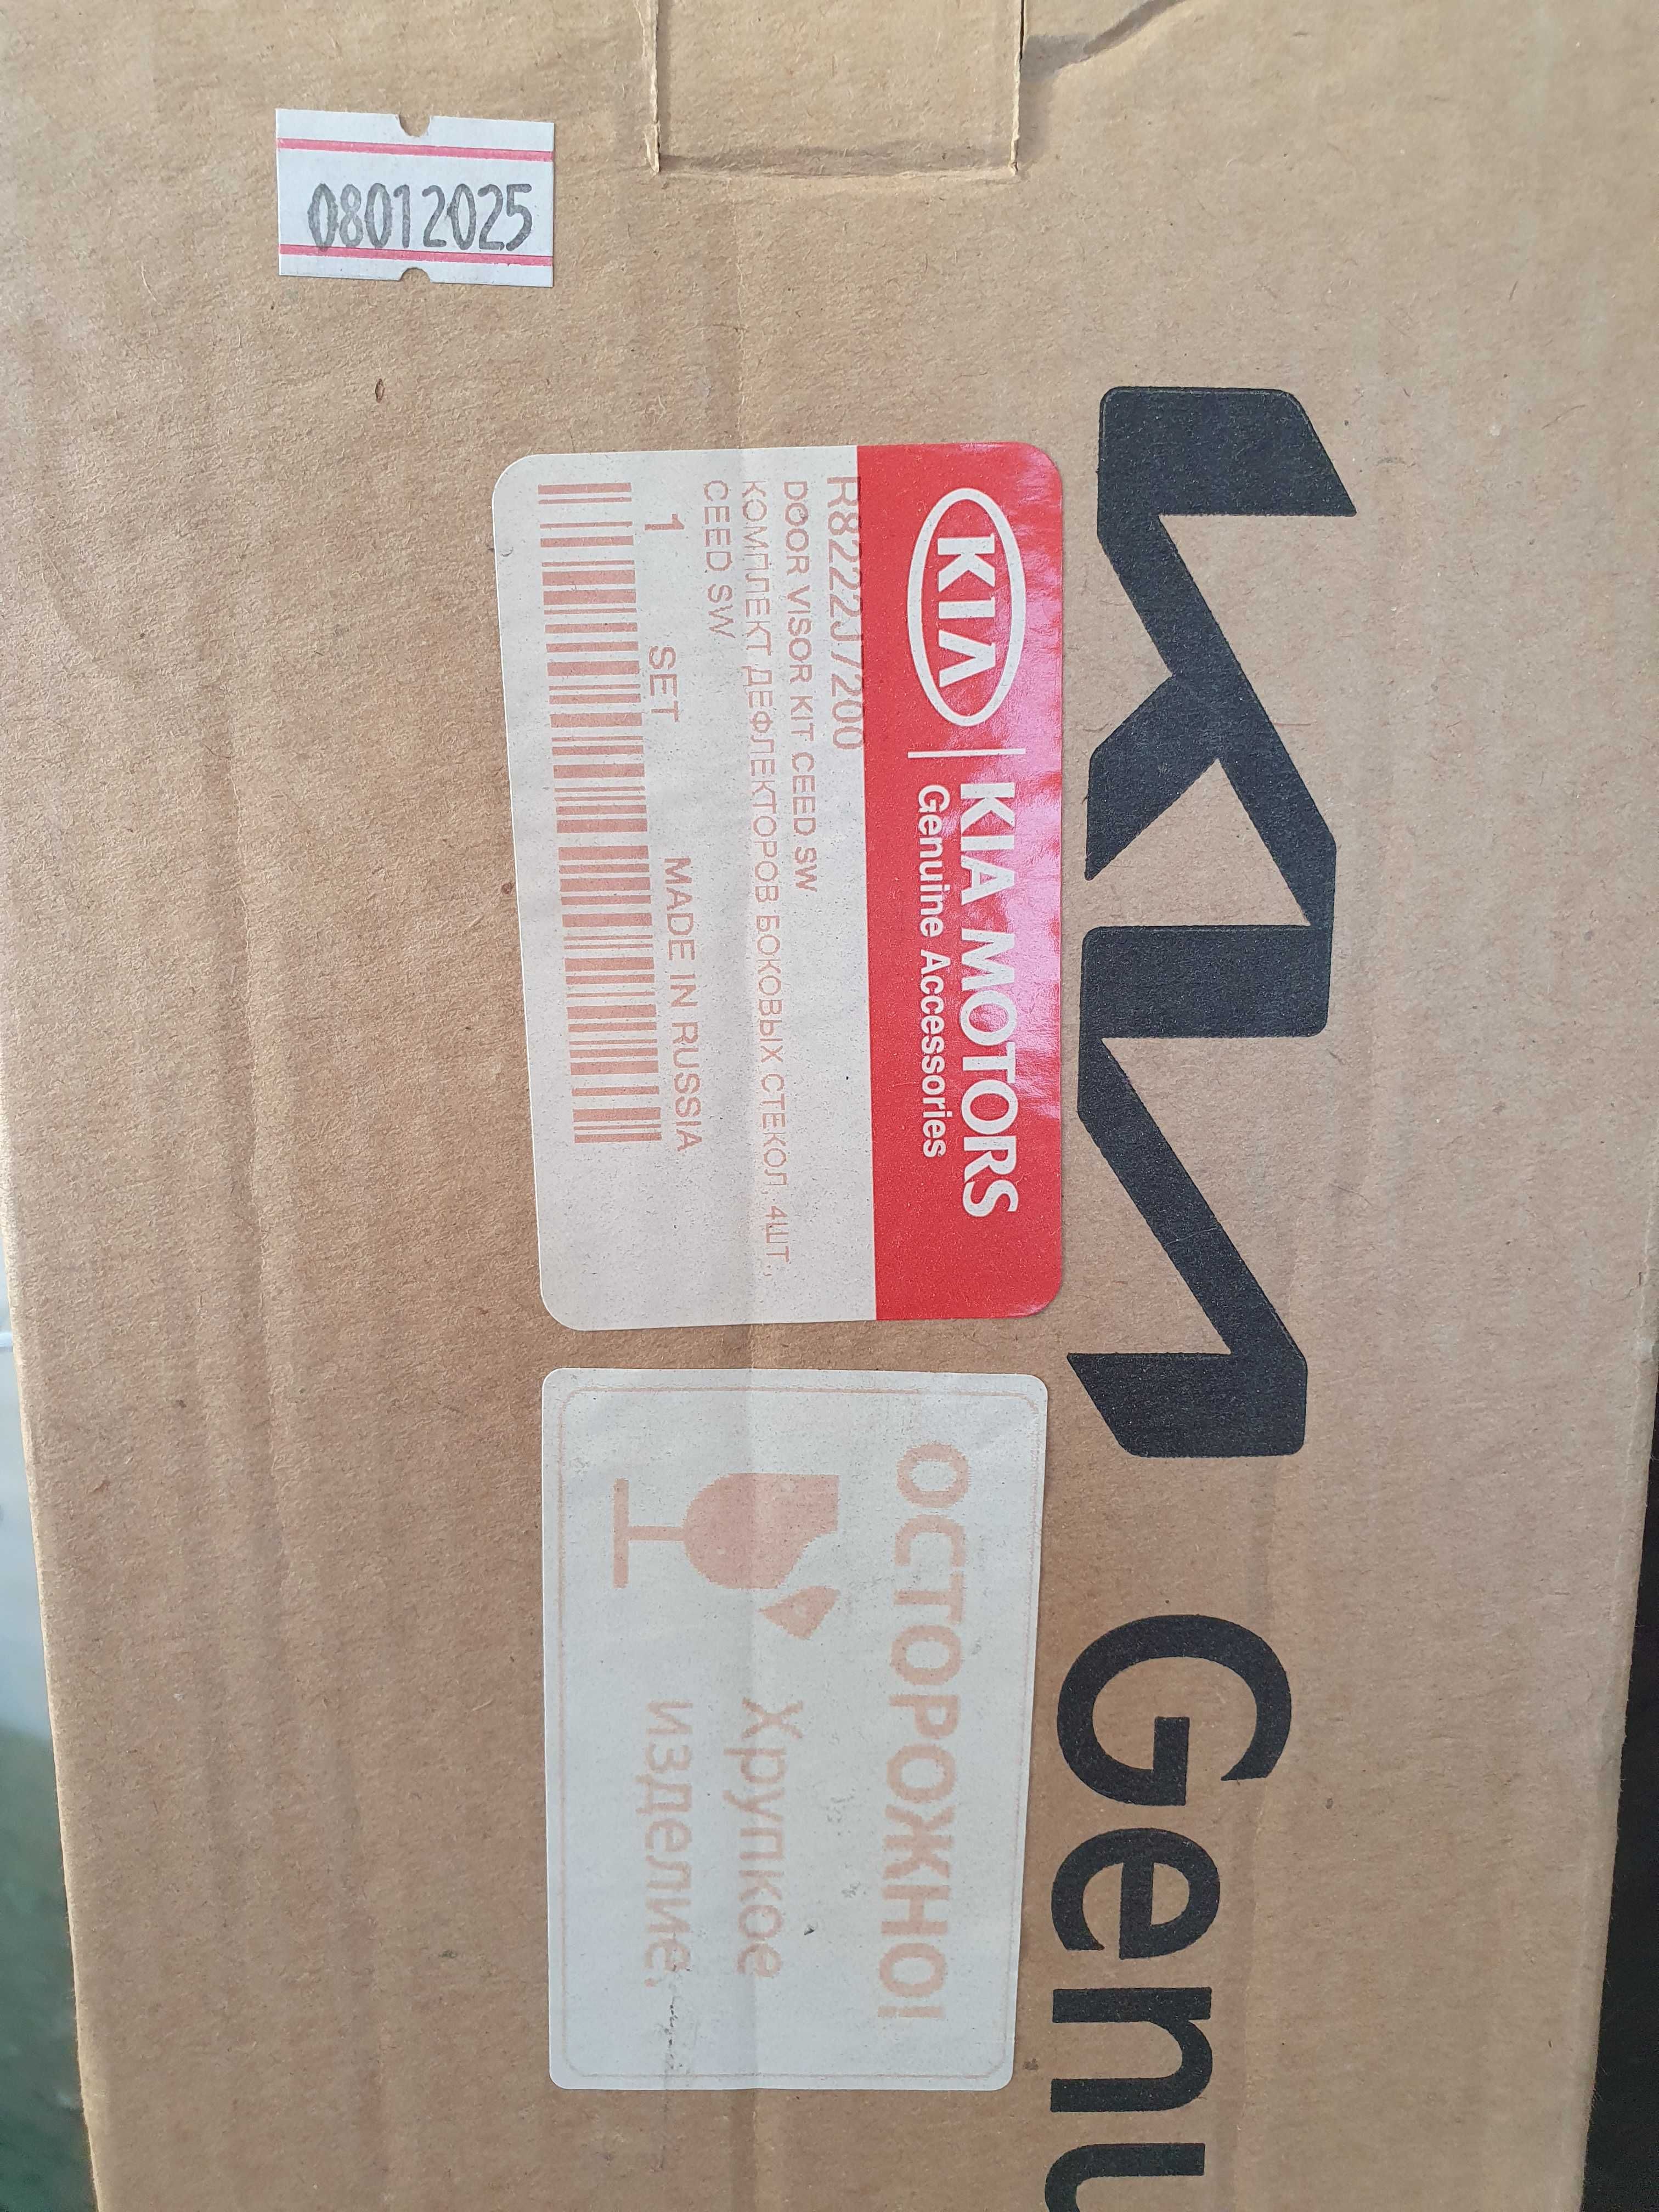 08012025
KIA Genu
KIA
KIA MOTORS
Genuine Accessories
R8222J7200
DOOR VISOR KIT CEED SW
КОМПЛЕКТ ДЕФЛЕКТОРОВ БОКОВЫХ СТЕКОЛ, 4ШТ.,
CEED SW
1 SET MADE IN RUSSIA
ОСТОРОЖНО!
Хрупкое
изделие.